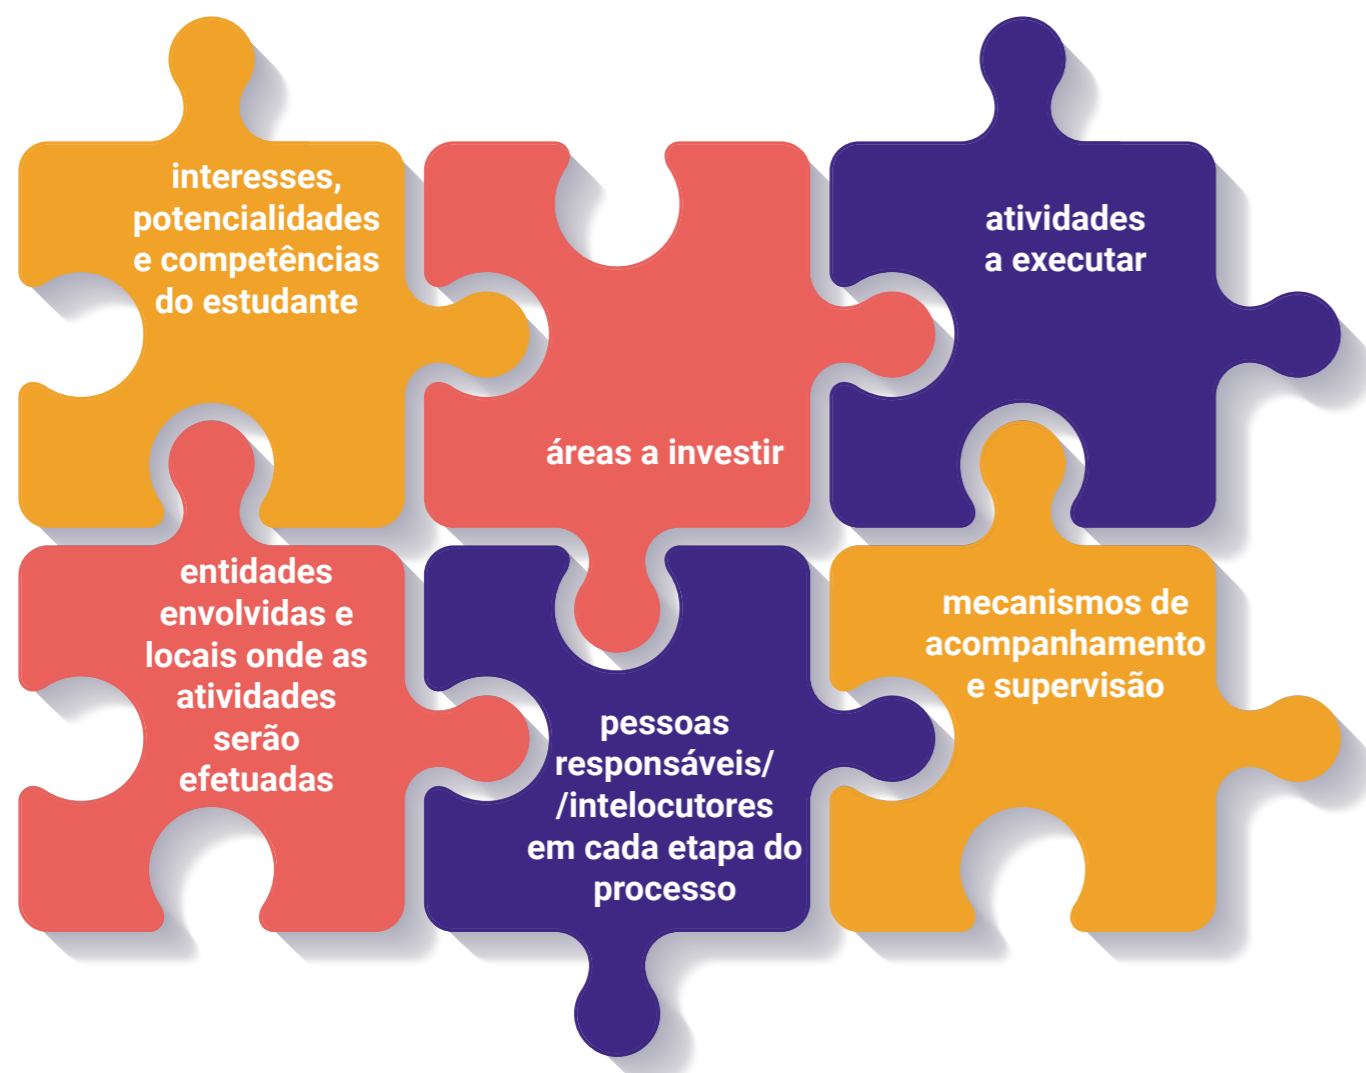 interesses,
potencialidades
e competências
do estudante
áreas a investir
atividades
a executar
entidades
envolvidas e
locais onde as
atividades
serão
efetuadas
pessoas
responsáveis/
/intelocutores
em cada etapa do
processo
mecanismos de
acompanhamento
e supervisão